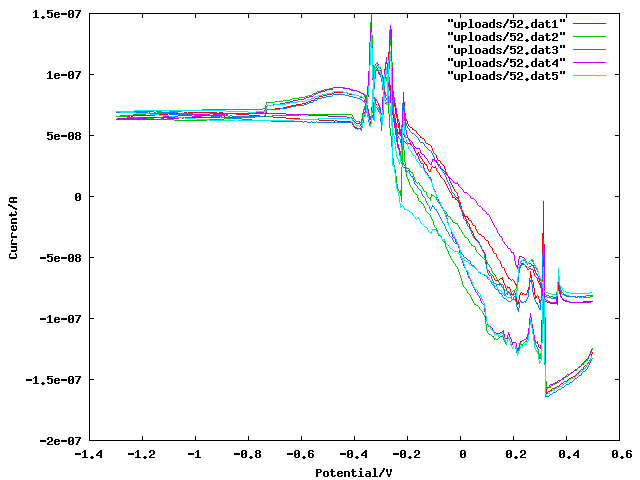 1.5e-07
1e-07
5e-08
0
-5e-08
-1e-07
-1.5e-07
-2e-07
Current/A
"uploads/52.dat1"
"uploads/52.dat2"
"uploads/52.dat3"
"uploads/52.dat4"
"uploads/52.dat5"
-1.4 -1.2 -1 -0.8 -0.6 -0.4 -0.2 0 0.2 0.4 0.6
Potential/V